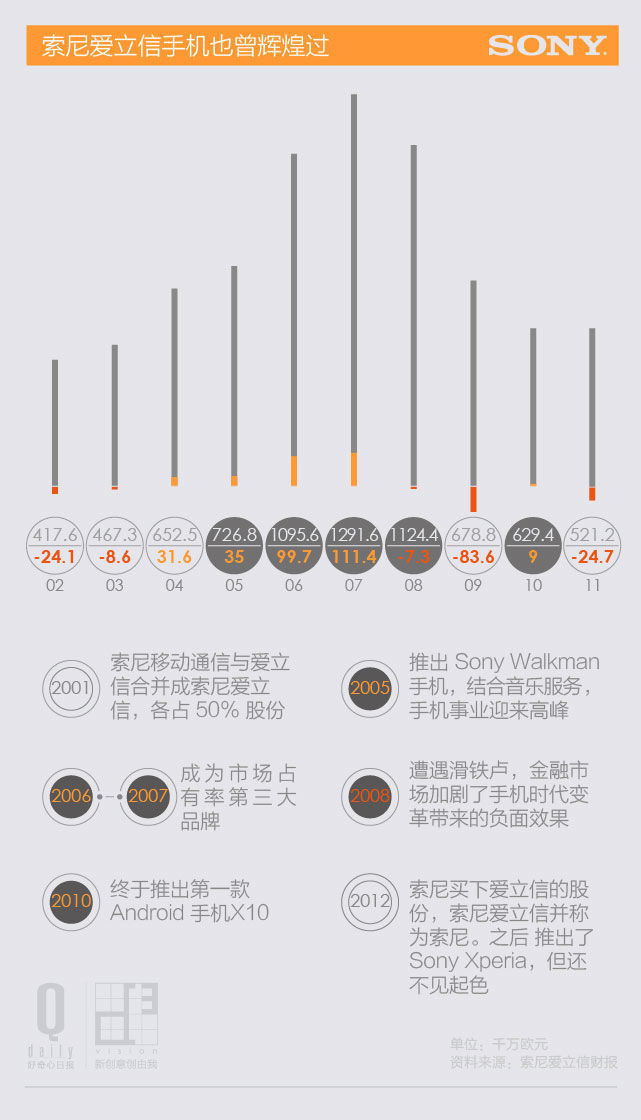 索尼爱立信手机也曾辉煌过
SONY
417.6 467.3 652.5 726.8 1095.6 1291.6 1124.4 678.8 629.4 521.2
-24.1 -8.6 31.6 35 99.7 111.4 -7.3 -83.6 9 -24.7
02 03 04 05 06 07 08 09 10 11
2001
索尼移动通信与爱立
信合并成索尼爱立
信，各占 50% 股份
2005
推出 Sony Walkman
手机，结合音乐服务，
手机事业迎来高峰
2006
2007
成为市场占
有率第三大
品牌
2008
遭遇滑铁卢，金融市
场加剧了手机时代变
革带来的负面效果
2010
终于推出第一款
Android 手机X10
2012
索尼买下爱立信的股
份，索尼爱立信并称
为索尼。之后 推出了
Sony Xperia，但还
不见起色
Q
daily
好奇心日报
vision
新创意创由我
单位：千万欧元
资料来源：索尼爱立信财报